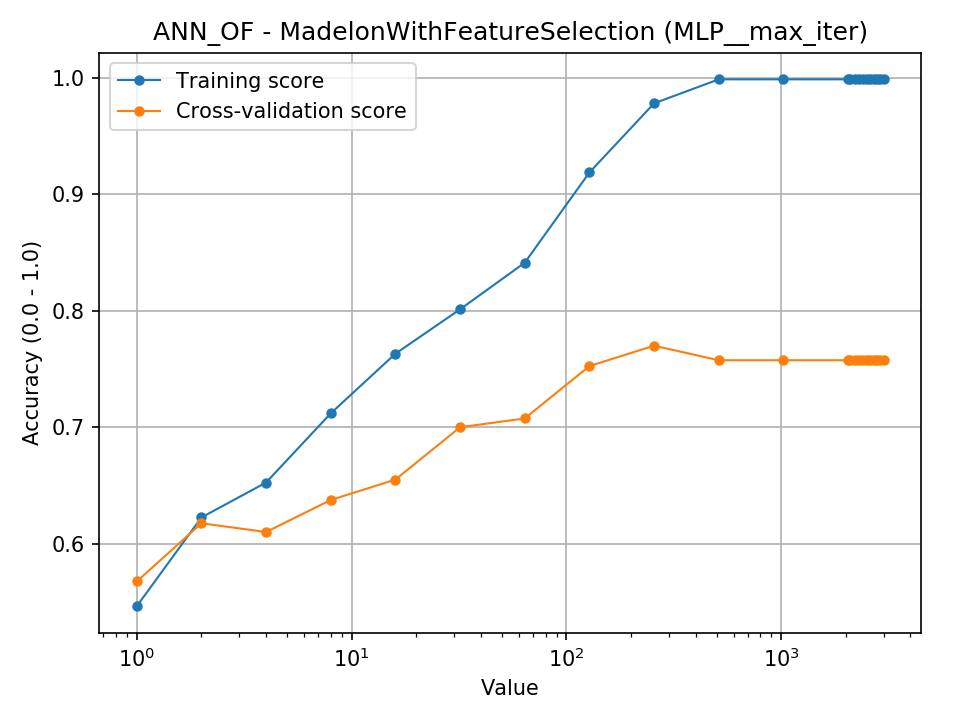 ANN_OF - MadelonWithFeatureSelection (MLP__max_iter)
Training score
Cross-validation score
1.0
0.9
0.8
0.7
0.6
Accuracy (0.0 - 1.0)
10⁰ 10¹ 10² 10³
Value